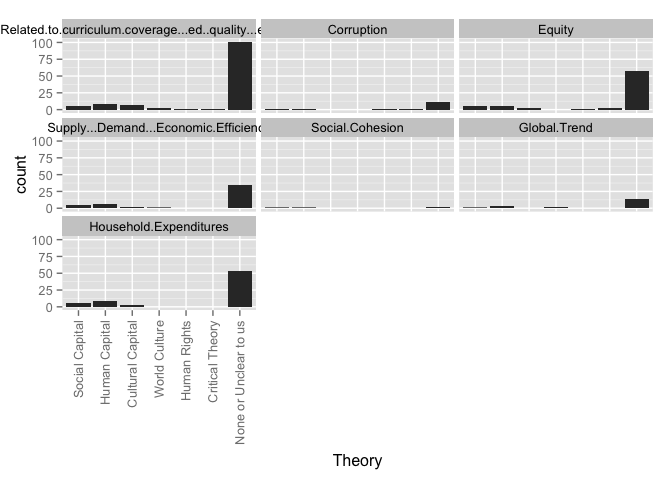 Related.to.curriculum.coverage...ed..quality...e
Corruption
Equity
100
75
50
25
0
Supply...Demand...Economic.Efficienc
Social.Cohesion
Global.Trend
100
75
50
25
0
count
Household.Expenditures
100
75
50
25
0
Social Capital
Human Capital
Cultural Capital
World Culture
Human Rights
Critical Theory
None or Unclear to us
Theory